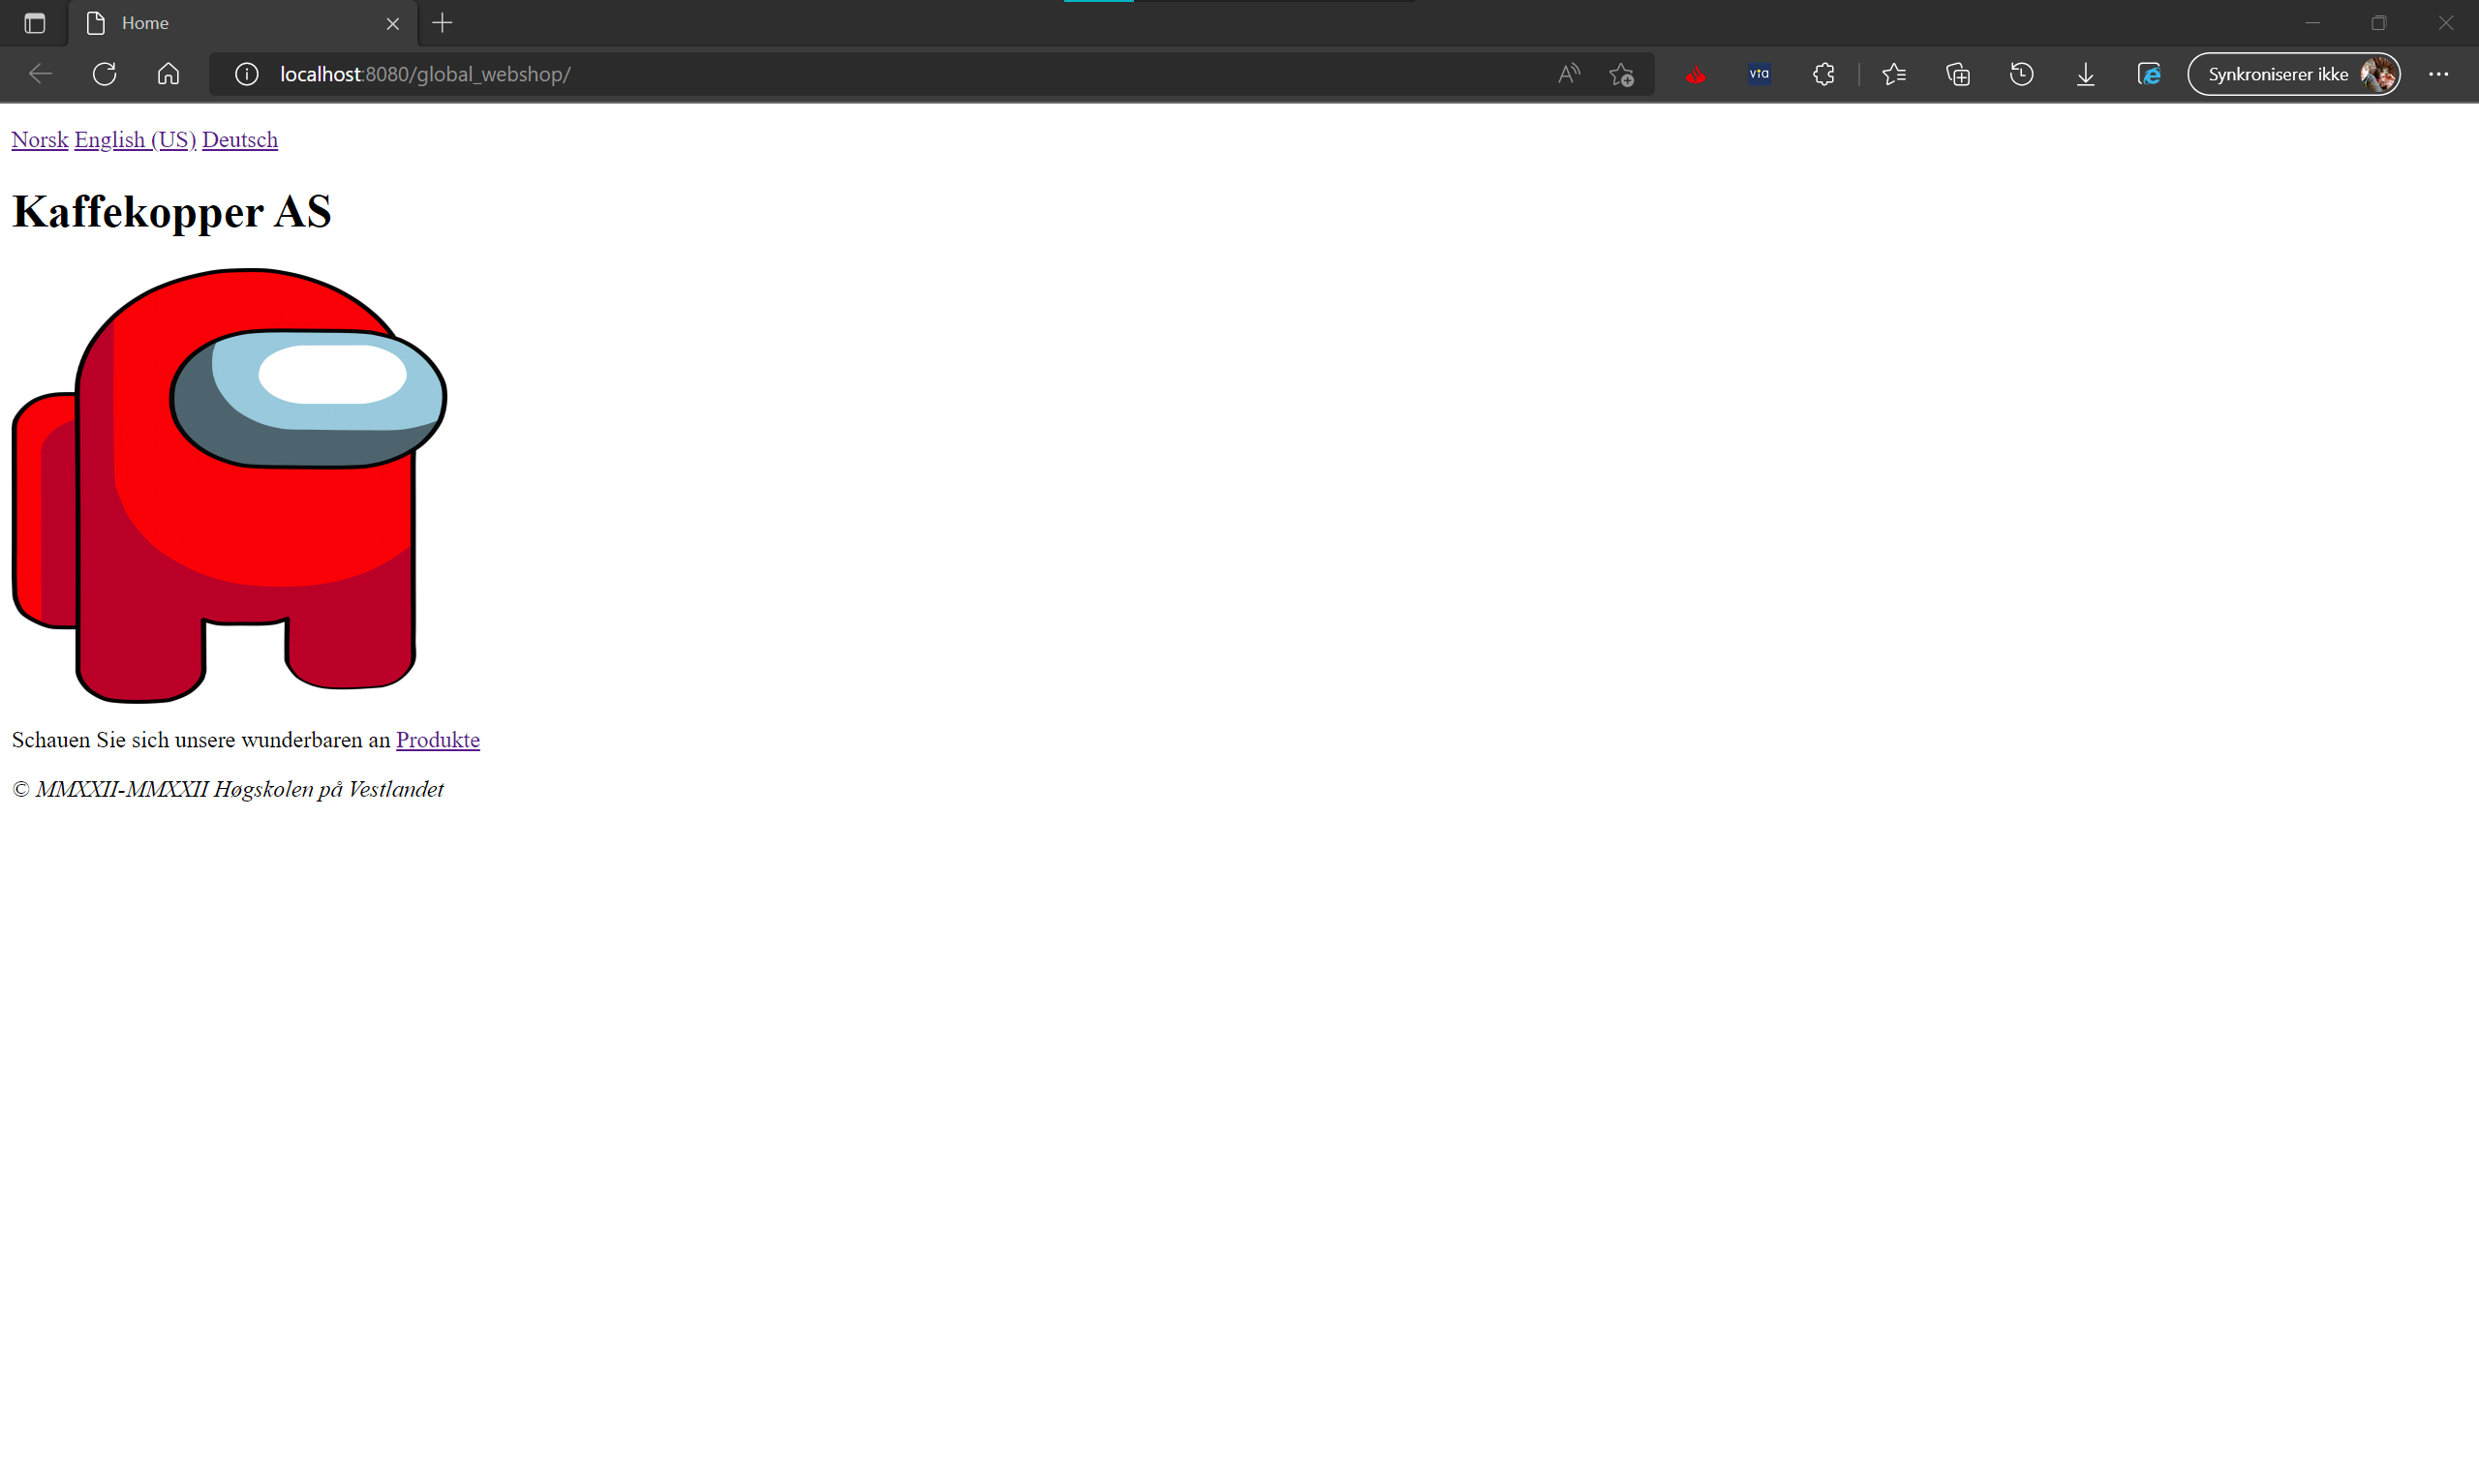 Home
localhost:8080/global_webshop/
via
Synkroniserer ikke
Norsk English (US) Deutsch
Kaffekopper AS
Schauen Sie sich unsere wunderbaren an Produkte
© MMXXII-MMXXII Høgskolen på Vestlandet